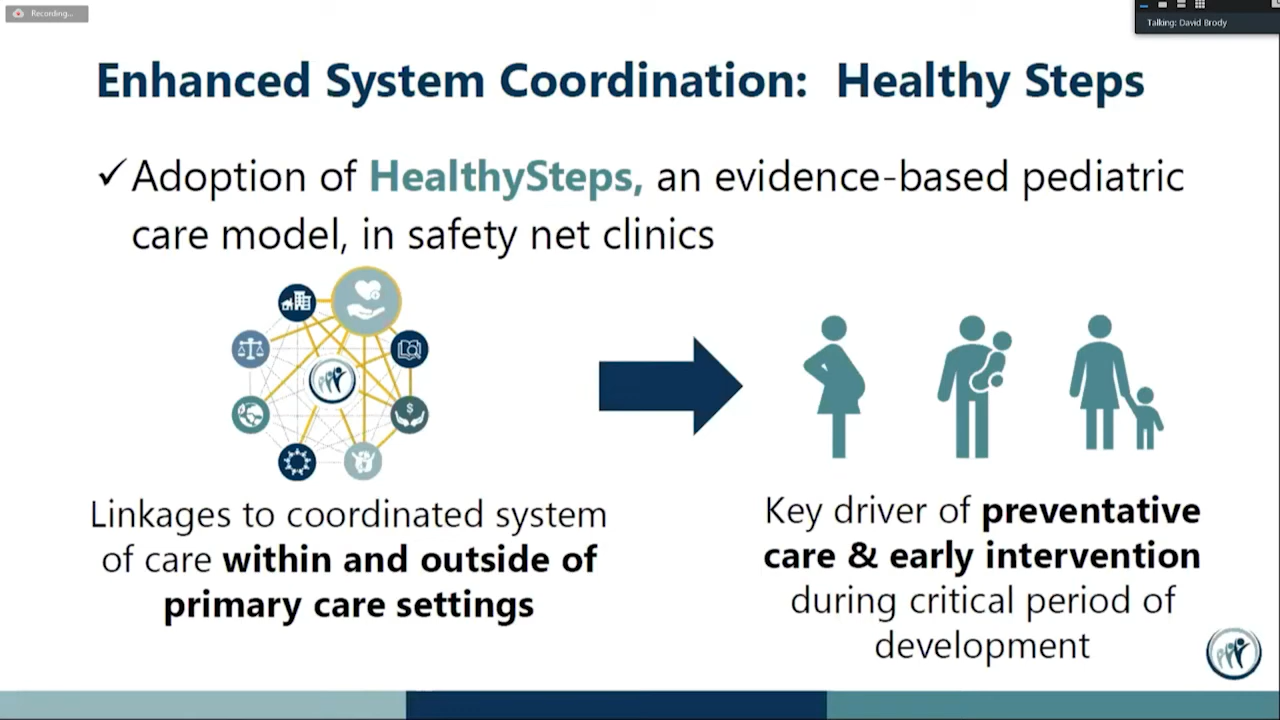 Recording...
Talking: David Brody
Enhanced System Coordination: Healthy Steps
✓Adoption of HealthySteps, an evidence-based pediatric
care model, in safety net clinics
$
Linkages to coordinated system
of care within and outside of
primary care settings
Key driver of preventative
care & early intervention
during critical period of
development